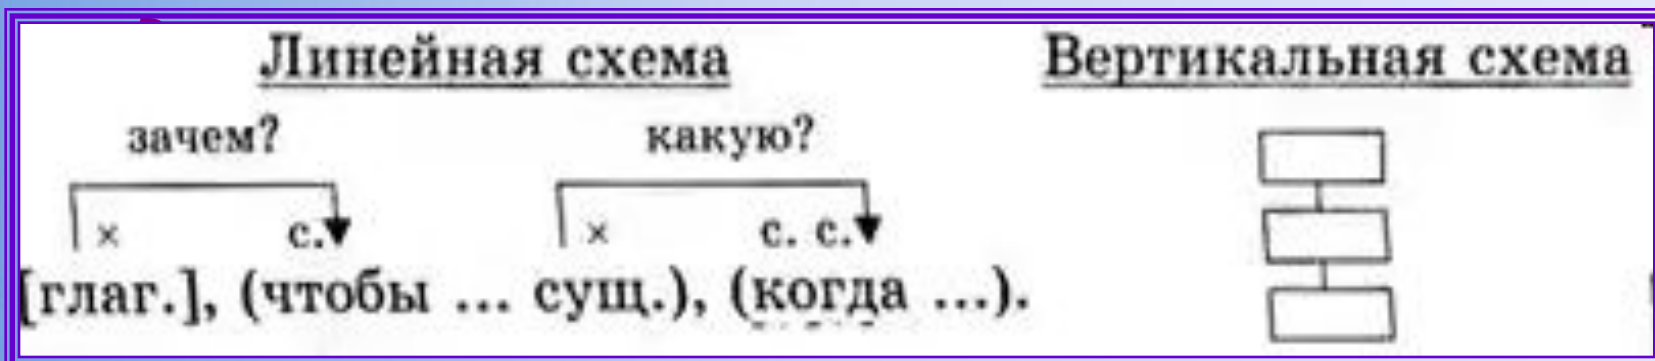 Линейная схема Вертикальная схема
зачем? какую?
× с. × с. с.
[глаг.], (чтобы ... сущ.), (когда ...).